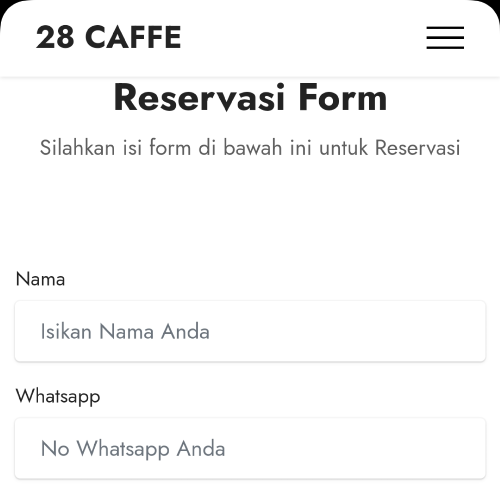 28 CAFFE
Reservasi Form
Silahkan isi form di bawah ini untuk Reservasi
Nama
Isikan Nama Anda
Whatsapp
No Whatsapp Anda